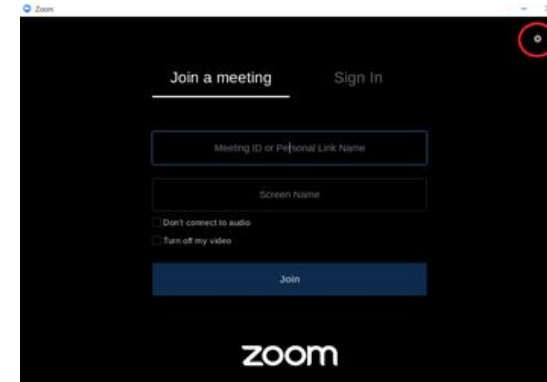 Zoom
Join a meeting
Sign In
Meeting ID or Personal Link Name
Screen Name
Don't connect to audio
Turn off my video
Join
zoom